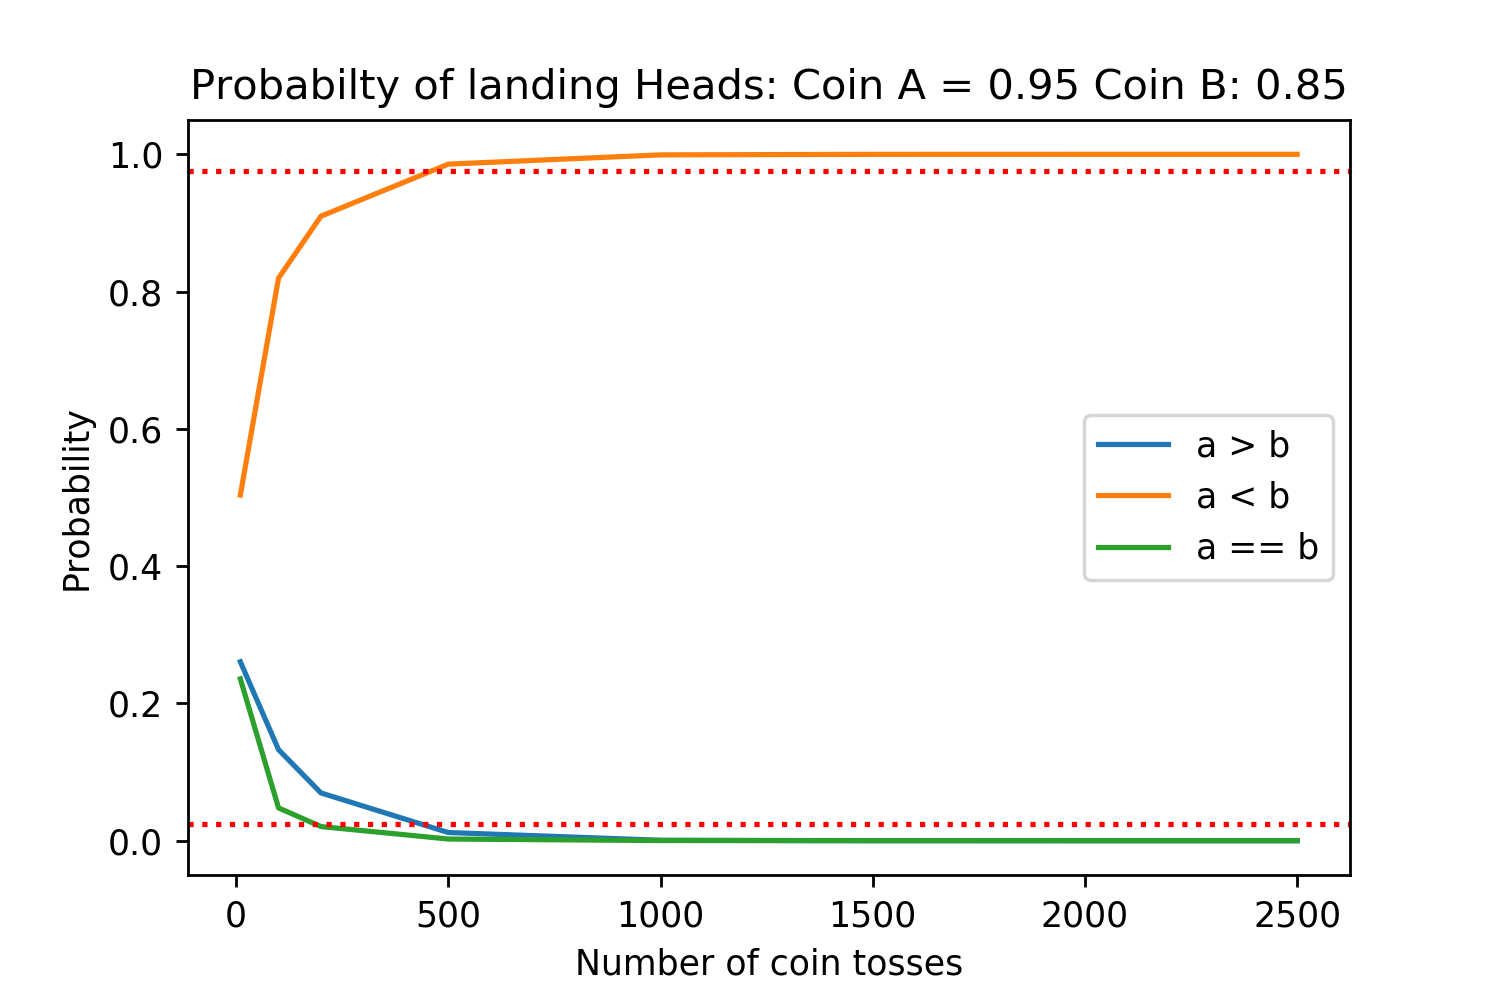 Probabilty of landing Heads: Coin A = 0.95 Coin B: 0.85
1.0
0.8
0.6
0.4
0.2
0.0
Probability
a > b
a < b
a == b
0
500
1000
1500
2000
2500
Number of coin tosses